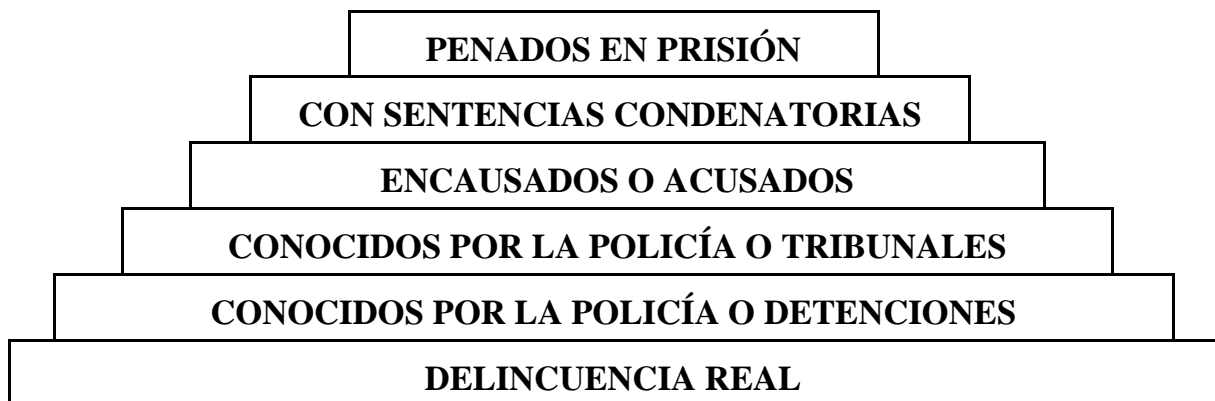 PENADOS EN PRISIÓN
CON SENTENCIAS CONDENATORIAS
ENCAUSADOS O ACUSADOS
CONOCIDOS POR LA POLICÍA O TRIBUNALES
CONOCIDOS POR LA POLICÍA O DETENCIONES
DELINCUENCIA REAL